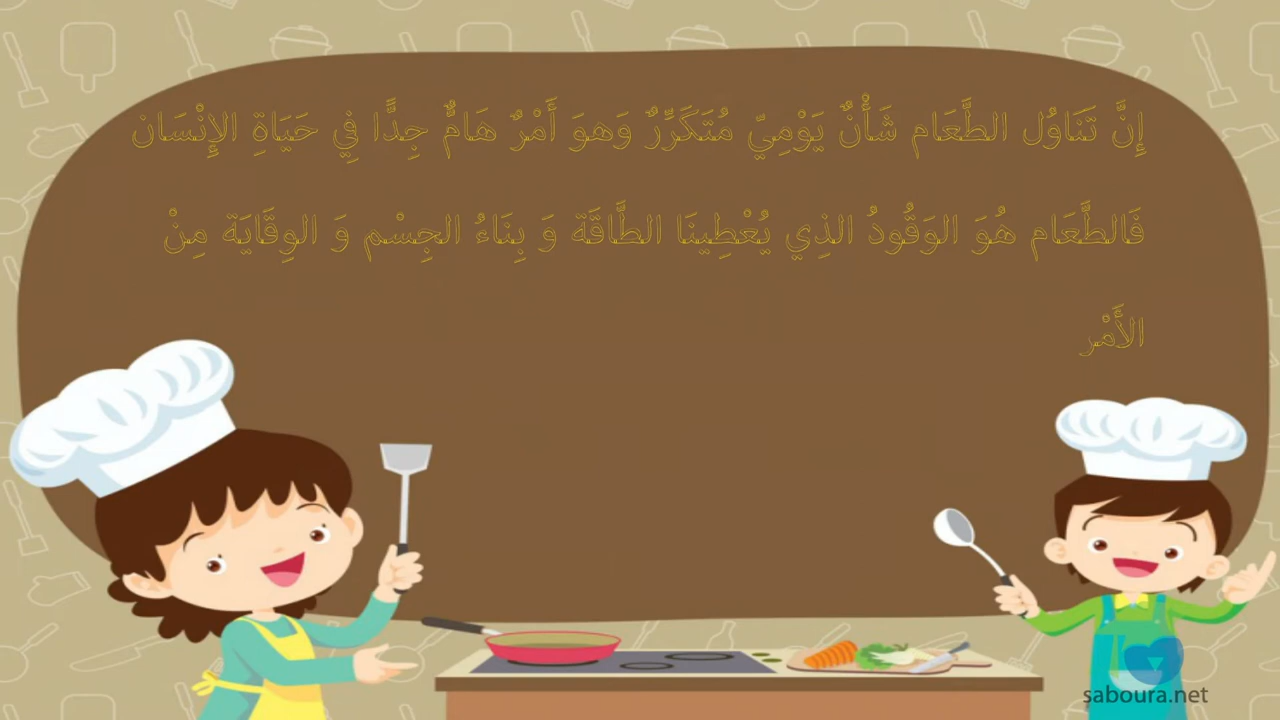 إِنَّ تَنَاوُل الطَّعَام شَأْنٌ يَوْمِيّ مُتَكَرِّرٌ وَهوَ أَمْرٌ هَامٌّ جِدًّا فِي حَيَاةِ الإِنْسَان
فَالطَّعَام هُوَ الوَقُودُ الذِي يُعْطِينَا الطَّاقَة وَ بِنَاءُ الجِسْم وَ الوِقَايَة مِنْ
الأَمْر
saboura.net